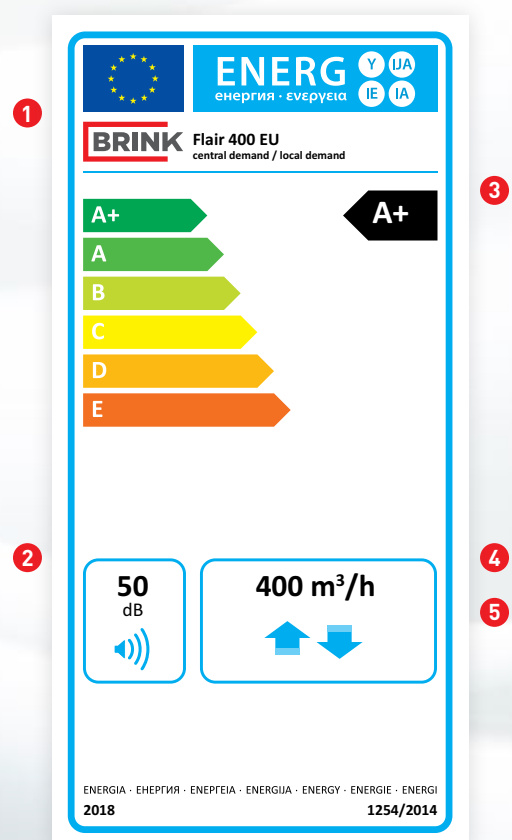 ENERG
енергия · ενεργεια
Y IJA
IE IA
1
BRINK
Flair 400 EU
central demand / local demand
3
A+
A+
A
B
C
D
E
2
4
50
dB
400 m³/h
5
ENERGIA · ЕНЕРГИЯ · ΕΝΕΡΓΕΙΑ · ENERGIJA · ENERGY · ENERGIE · ENERGI
2018
1254/2014